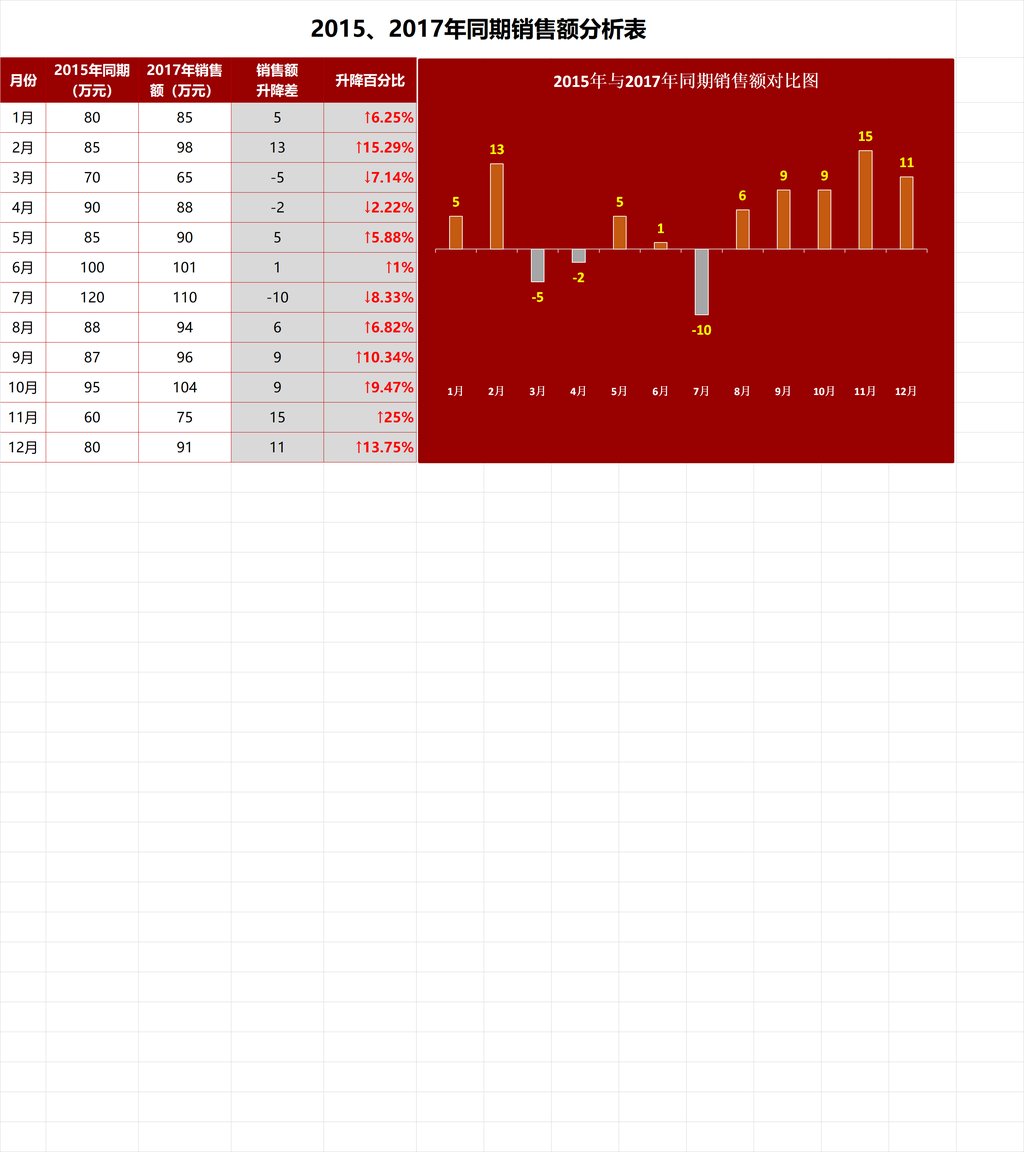 2015、2017年同期销售额分析表
月份 2015年同期（万元） 2017年销售额（万元） 销售额升降差 升降百分比
1月 80 85 5 ↑6.25%
2月 85 98 13 ↑15.29%
3月 70 65 -5 ↓7.14%
4月 90 88 -2 ↓2.22%
5月 85 90 5 ↑5.88%
6月 100 101 1 ↑1%
7月 120 110 -10 ↓8.33%
8月 88 94 6 ↑6.82%
9月 87 96 9 ↑10.34%
10月 95 104 9 ↑9.47%
11月 60 75 15 ↑25%
12月 80 91 11 ↑13.75%
2015年与2017年同期销售额对比图
5 13 -5 -2 5 1 -10 6 9 9 15 11
1月 2月 3月 4月 5月 6月 7月 8月 9月 10月 11月 12月